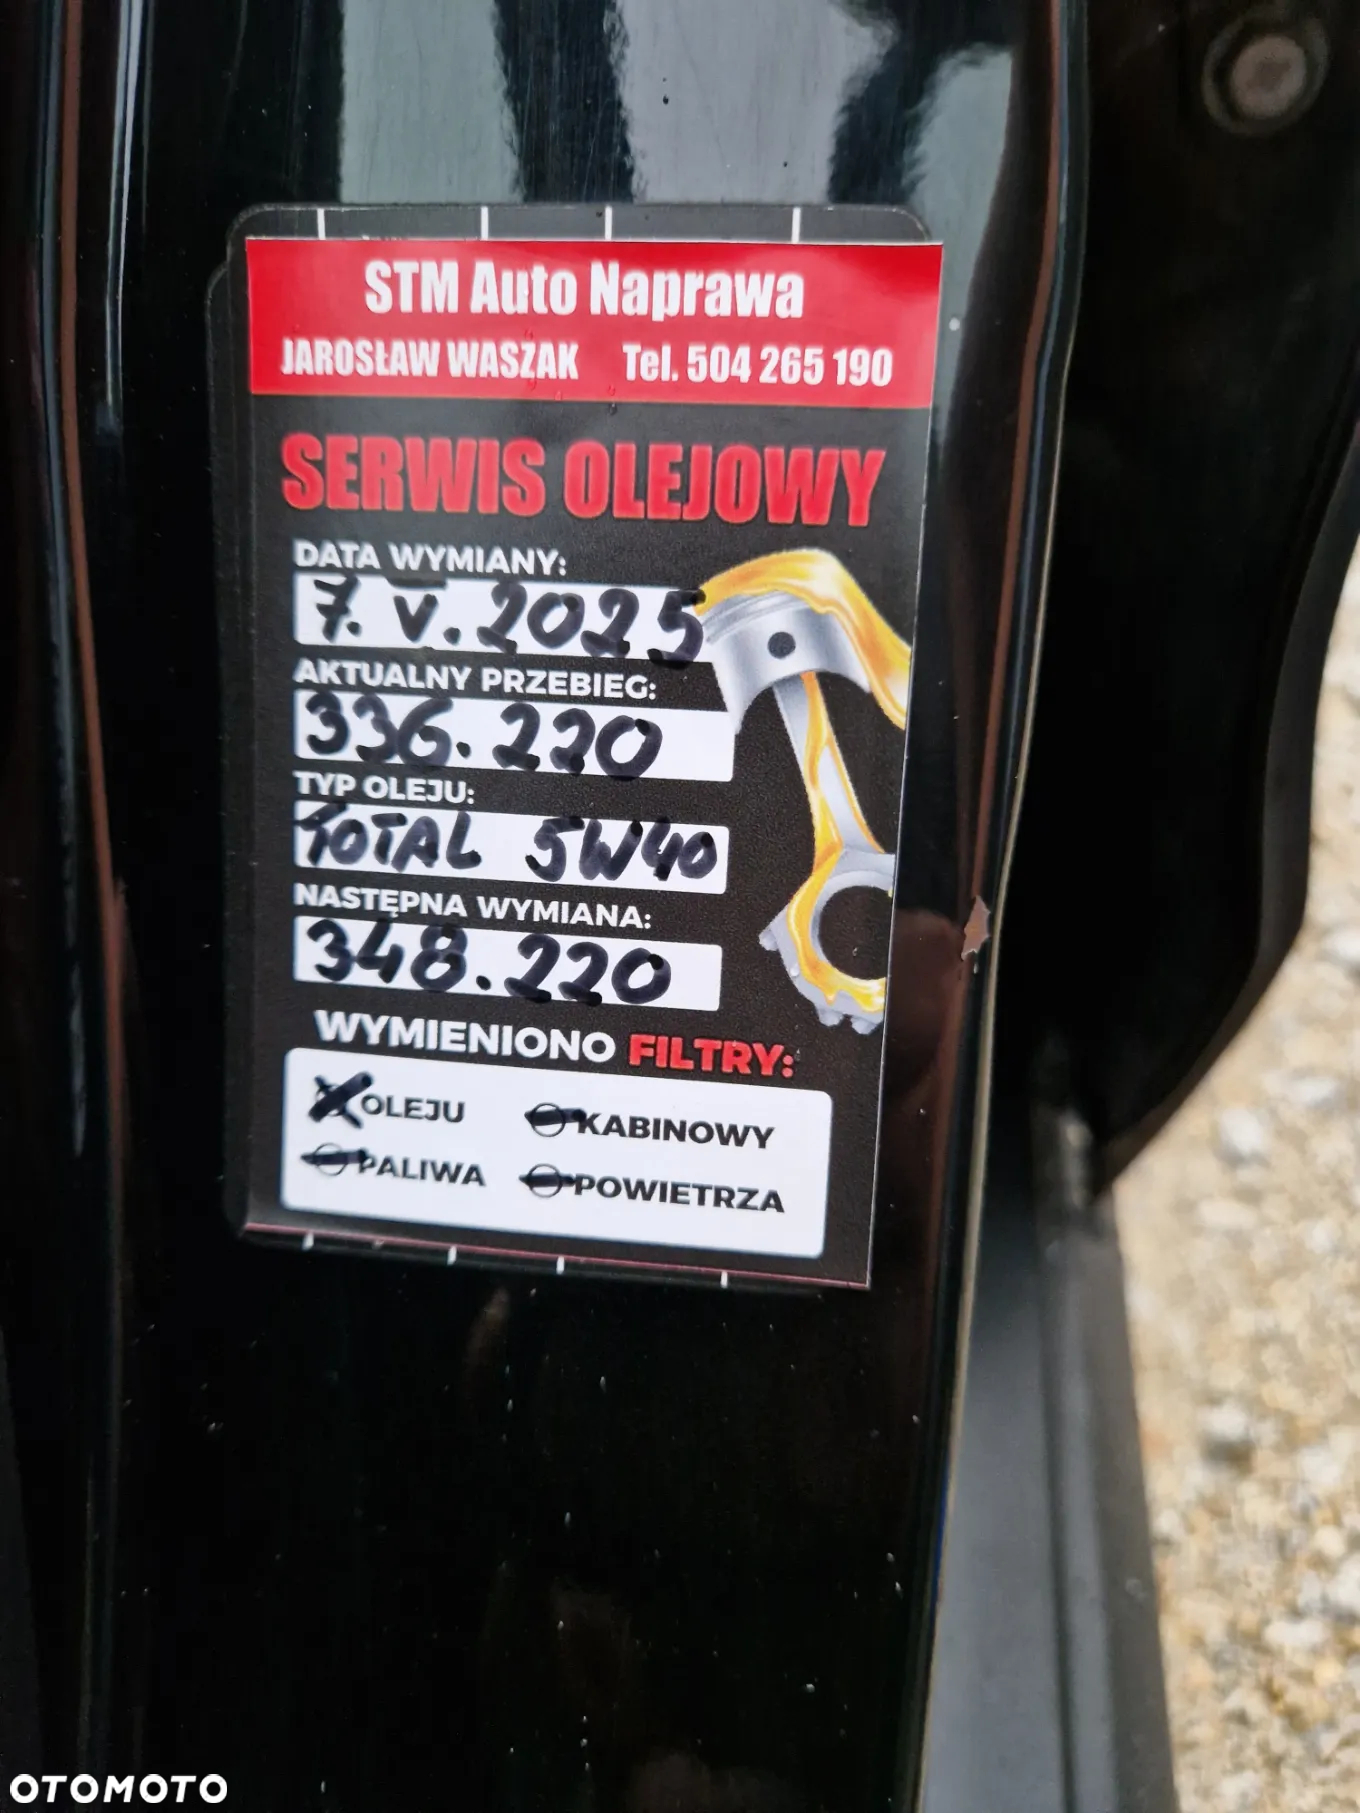 STM Auto Naprawa
JAROSŁAW WASZAK Tel. 504 265 190
SERWIS OLEJOWY
DATA WYMIANY:
7. V. 2025
AKTUALNY PRZEBIEG:
336.220
TYP OLEJU:
TOTAL 5W40
NASTĘPNA WYMIANA:
348.220
WYMIENIONO FILTRY:
OLEJU KABINOWY
PALIWA POWIETRZA
OTOMOTO